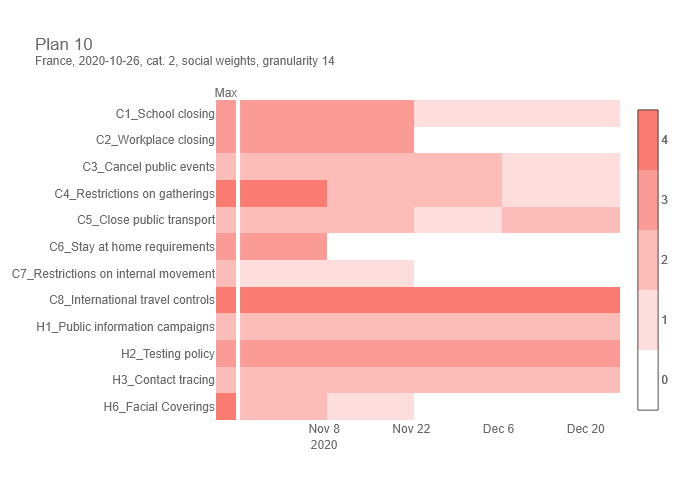 Plan 10
France, 2020-10-26, cat. 2, social weights, granularity 14
Max
C1_School closing
C2_Workplace closing
C3_Cancel public events
C4_Restrictions on gatherings
C5_Close public transport
C6_Stay at home requirements
C7_Restrictions on internal movement
C8_International travel controls
H1_Public information campaigns
H2_Testing policy
H3_Contact tracing
H6_Facial Coverings
Nov 8
2020
Nov 22
Dec 6
Dec 20
4
3
2
1
0